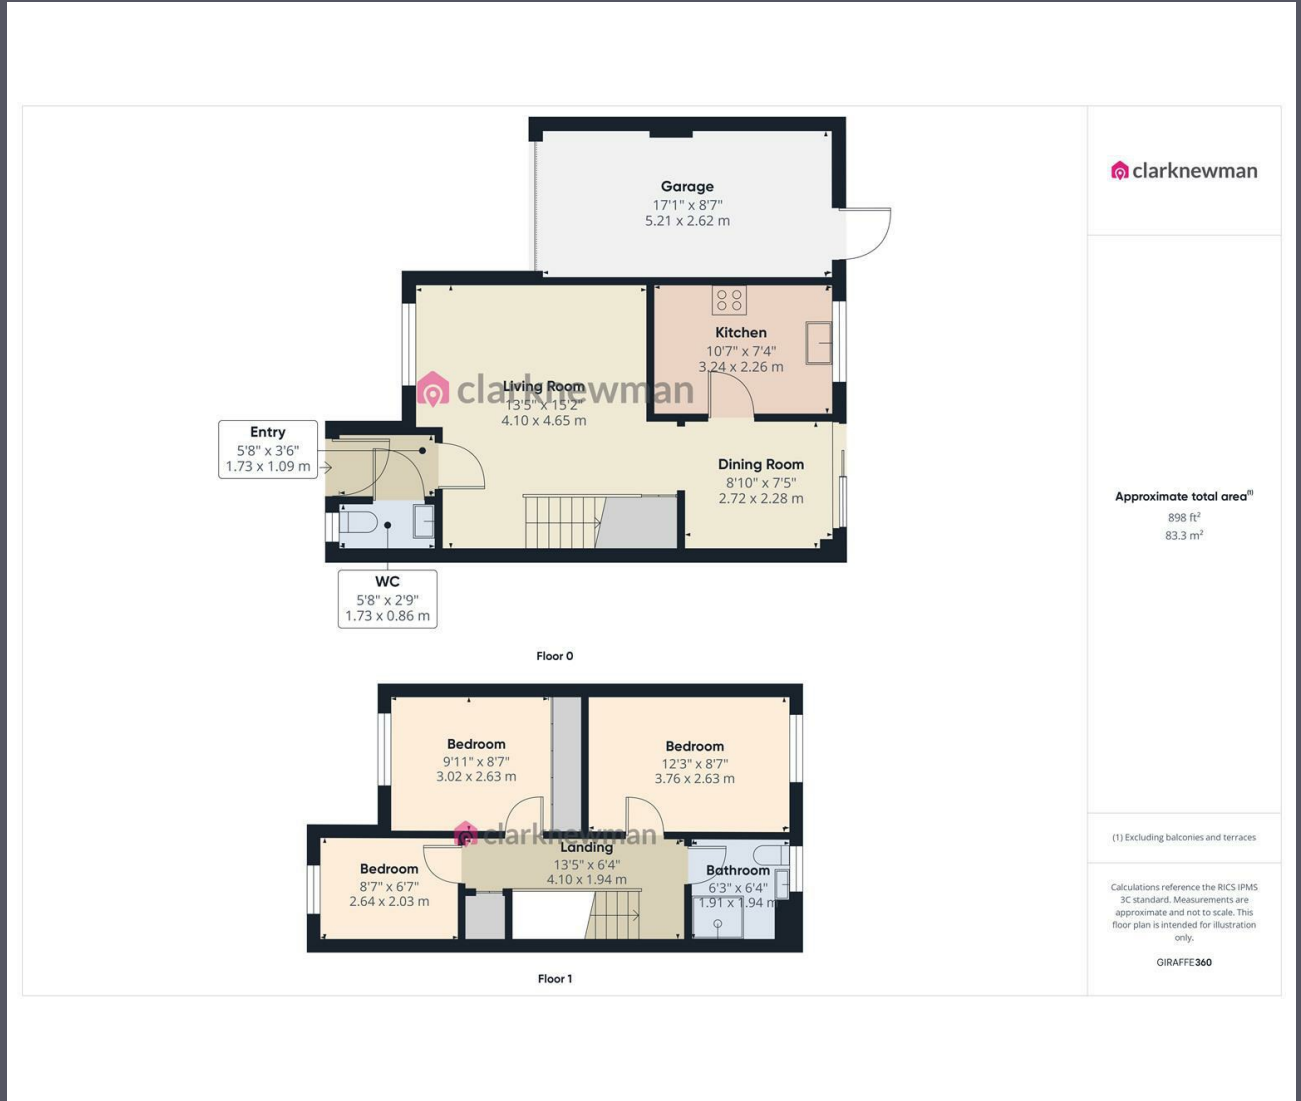 Garage
17'1" x 8'7"
5.21 x 2.62 m
clarknewman
Kitchen
10'7" x 7'4"
3.24 x 2.26 m
Living Room
13'5" x 15'2"
4.10 x 4.65 m
clarknewman
Entry
5'8" x 3'6"
1.73 x 1.09 m
Dining Room
8'10" x 7'5"
2.72 x 2.28 m
WC
5'8" x 2'9"
1.73 x 0.86 m
Floor 0
Approximate total area(1)
898 ft²
83.3 m²
Bedroom
9'11" x 8'7"
3.02 x 2.63 m
Bedroom
12'3" x 8'7"
3.76 x 2.63 m
clarknewman
Landing
13'5" x 6'4"
4.10 x 1.94 m
Bedroom
8'7" x 6'7"
2.64 x 2.03 m
Bathroom
6'3" x 6'4"
1.91 x 1.94 m
Floor 1
(1) Excluding balconies and terraces
Calculations reference the RICS IPMS
3C standard. Measurements are
approximate and not to scale. This
floor plan is intended for illustration
only.
GIRAFFE360